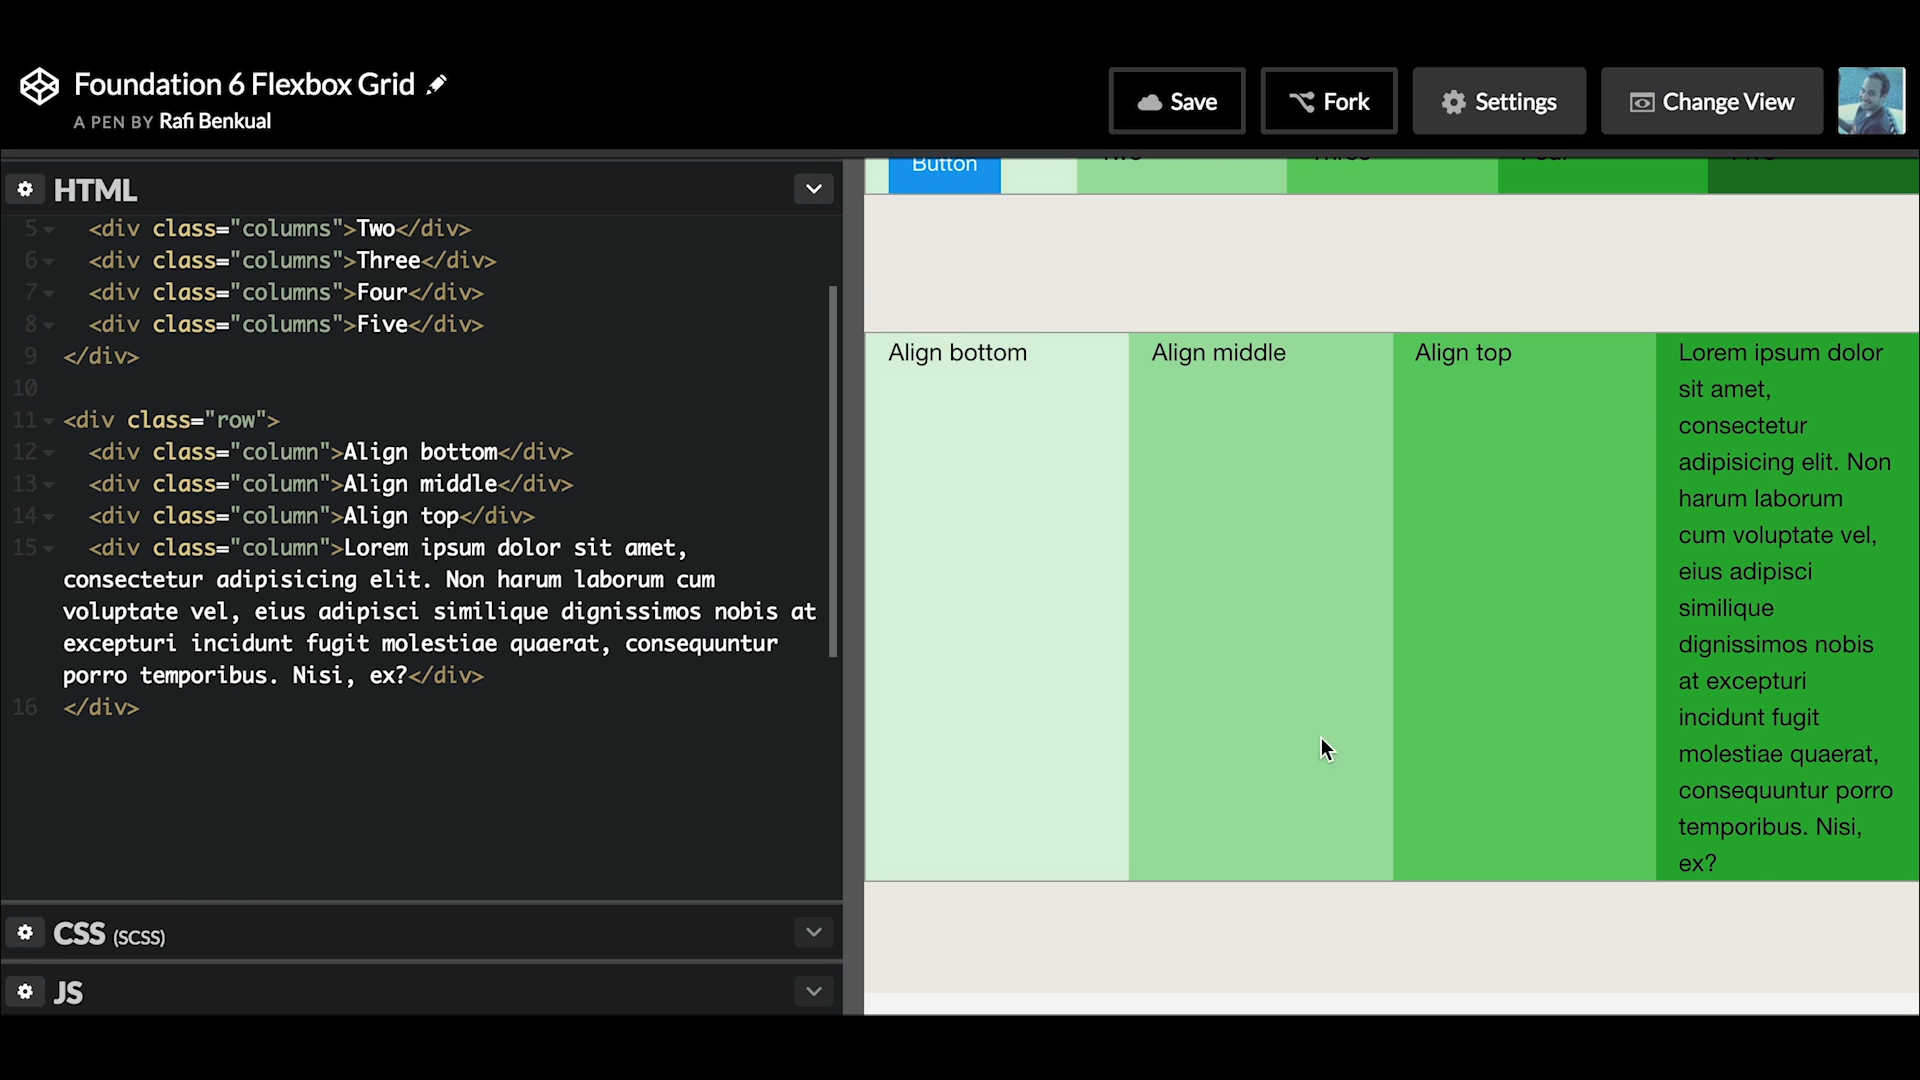 Foundation 6 Flexbox Grid
A PEN BY Rafi Benkual
Save
Fork
Settings
Change View
HTML
5 <div class="columns">Two</div>
6 <div class="columns">Three</div>
7 <div class="columns">Four</div>
8 <div class="columns">Five</div>
9 </div>
10
11 <div class="row">
12 <div class="column">Align bottom</div>
13 <div class="column">Align middle</div>
14 <div class="column">Align top</div>
15 <div class="column">Lorem ipsum dolor sit amet,
consectetur adipisicing elit. Non harum laborum cum
voluptate vel, eius adipisci similique dignissimos nobis at
excepturi incidunt fugit molestiae quaerat, consequuntur
porro temporibus. Nisi, ex?</div>
16 </div>
CSS (SCSS)
JS
Button
Two
Three
Four
Five
Align bottom
Align middle
Align top
Lorem ipsum dolor
sit amet,
consectetur
adipisicing elit. Non
harum laborum
cum voluptate vel,
eius adipisci
similique
dignissimos nobis
at excepturi
incidunt fugit
molestiae quaerat,
consequuntur porro
temporibus. Nisi,
ex?